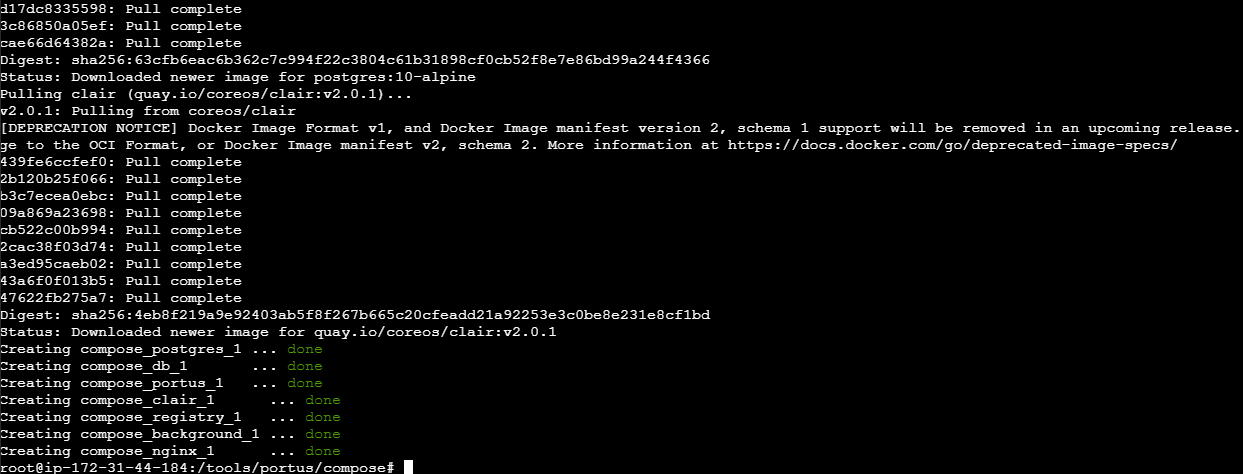 d17dc8335598: Pull complete
3c86850a05ef: Pull complete
cae66d64382a: Pull complete
Digest: sha256:63cfb6eac6b362c7c994f22c3804c61b31898cf0cb52f8e7e86bd99a244f4366
Status: Downloaded newer image for postgres:10-alpine
Pulling clair (quay.io/coreos/clair:v2.0.1)...
v2.0.1: Pulling from coreos/clair
[DEPRECATION NOTICE] Docker Image Format v1, and Docker Image manifest version 2, schema 1 support will be removed in an upcoming release.
ge to the OCI Format, or Docker Image manifest v2, schema 2. More information at https://docs.docker.com/go/deprecated-image-specs/
439fe6ccfef0: Pull complete
2b120b25f066: Pull complete
b3c7ecea0ebc: Pull complete
09a869a23698: Pull complete
cb522c00b994: Pull complete
2cac38f03d74: Pull complete
a3ed95caeb02: Pull complete
43a6f0f013b5: Pull complete
47622fb275a7: Pull complete
Digest: sha256:4eb8f219a9e92403ab5f8f267b665c20cfeadd21a92253e3c0be8e231e8cf1bd
Status: Downloaded newer image for quay.io/coreos/clair:v2.0.1
Creating compose_postgres_1 ... done
Creating compose_db_1       ... done
Creating compose_portus_1   ... done
Creating compose_clair_1      ... done
Creating compose_registry_1   ... done
Creating compose_background_1 ... done
Creating compose_nginx_1      ... done
root@ip-172-31-44-184:/tools/portus/compose#